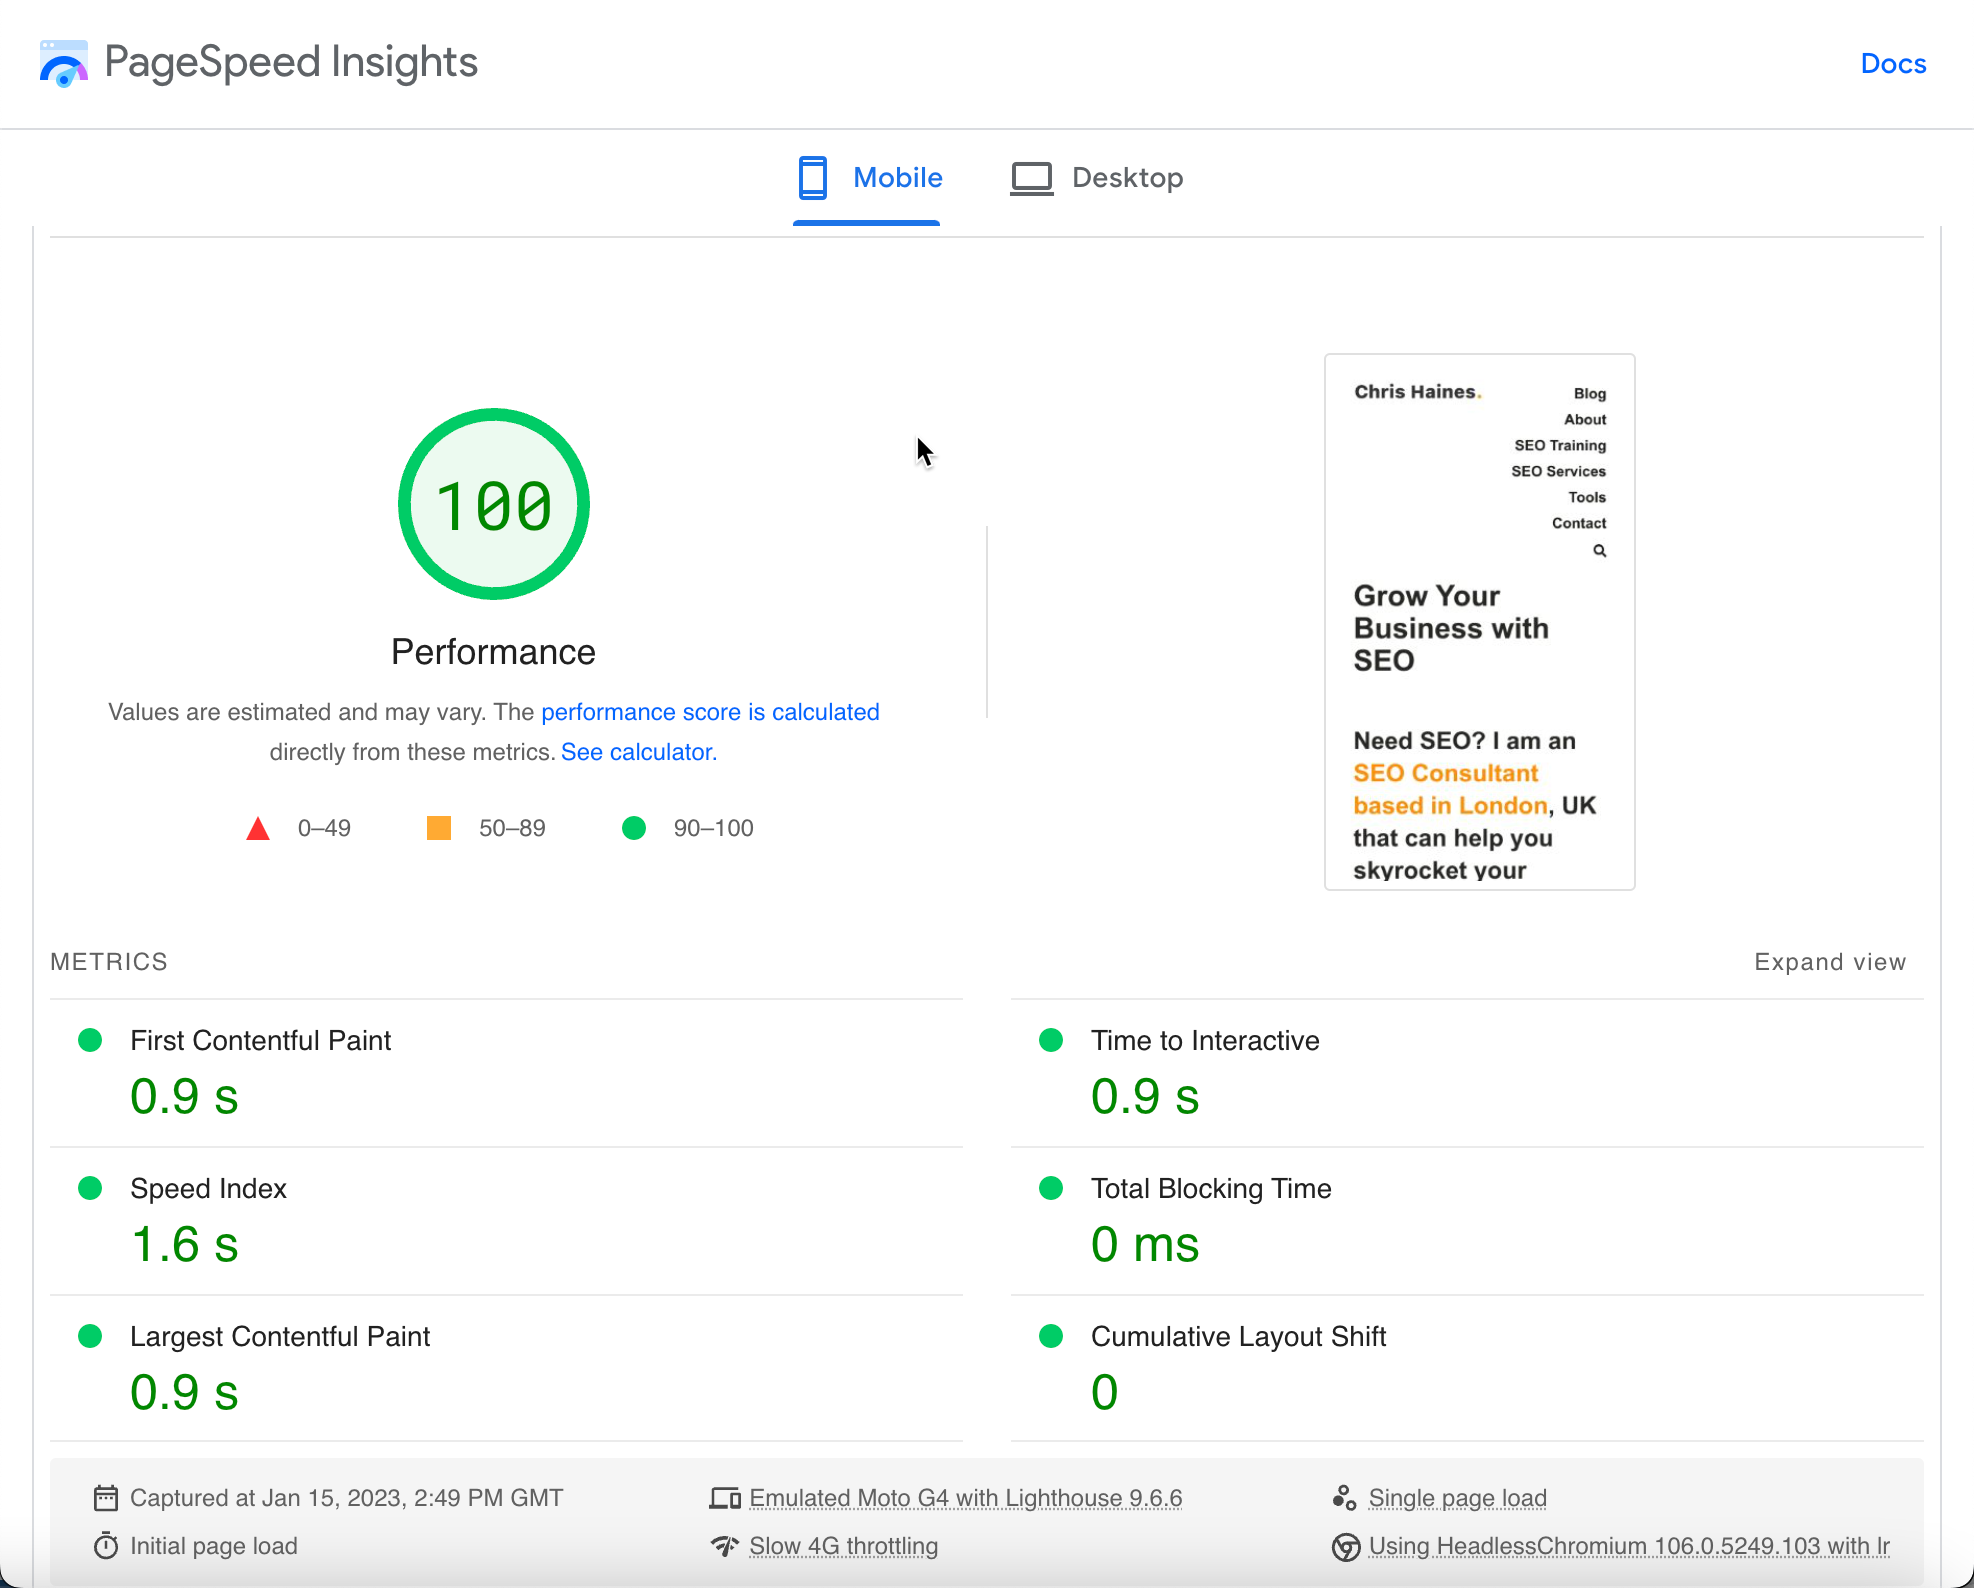 PageSpeed Insights
Docs
Mobile
Desktop
100
Performance
Values are estimated and may vary. The performance score is calculated
directly from these metrics. See calculator.
0–49
50–89
90–100
Chris Haines.
Blog
About
SEO Training
SEO Services
Tools
Contact
Grow Your
Business with
SEO
Need SEO? I am an
SEO Consultant
based in London, UK
that can help you
skyrocket your
METRICS
Expand view
First Contentful Paint
0.9 s
Time to Interactive
0.9 s
Speed Index
1.6 s
Total Blocking Time
0 ms
Largest Contentful Paint
0.9 s
Cumulative Layout Shift
0
Captured at Jan 15, 2023, 2:49 PM GMT
Emulated Moto G4 with Lighthouse 9.6.6
Single page load
Initial page load
Slow 4G throttling
Using HeadlessChromium 106.0.5249.103 with lr